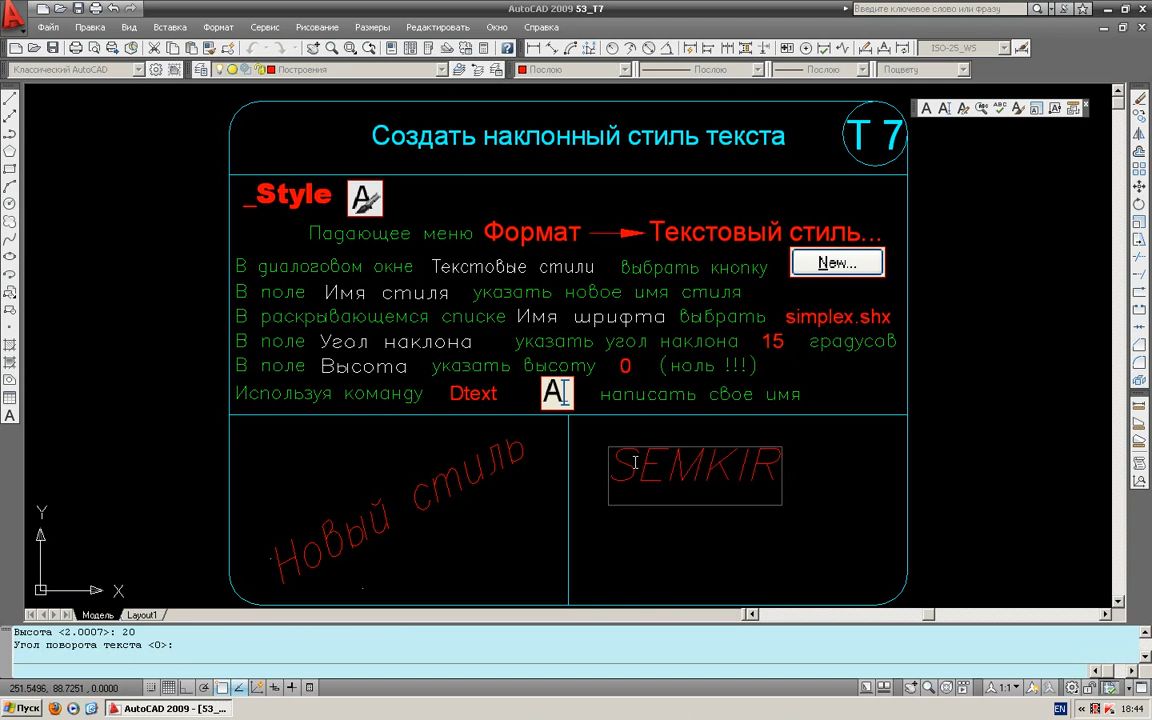 AutoCAD 2009 53_T7
Введите ключевое слово или фразу
Файл Правка Вид Вставка Формат Сервис Рисование Размеры Редактировать Окно Справка
ISO-25_WS
Классический AutoCAD
Построения
Послою
Послою
Послою
Поцвету
Создать наклонный стиль текста
Т 7
_Style
Падающее меню Формат Текстовый стиль...
В диалоговом окне Текстовые стили выбрать кнопку New...
В поле Имя стиля указать новое имя стиля
В раскрывающемся списке Имя шрифта выбрать simplex.shx
В поле Угол наклона указать угол наклона 15 градусов
В поле Высота указать высоту 0 (ноль !!!)
Используя команду Dtext написать свое имя
Новый стиль
SEMKIR
Y
X
Модель Layout1
Высота <2.0007>: 20
Угол поворота текста <0>:
251.5496, 88.7251, 0.0000
1:1
Пуск
AutoCAD 2009 - [53_...
EN
18:44